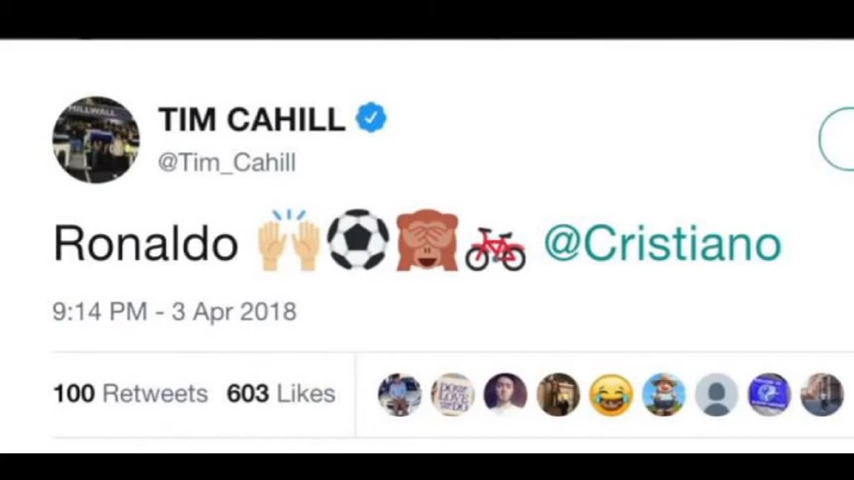 TIM CAHILL
@Tim_Cahill
Ronaldo 🙌🏼⚽🙈🚲 @Cristiano
9:14 PM - 3 Apr 2018
100 Retweets 603 Likes